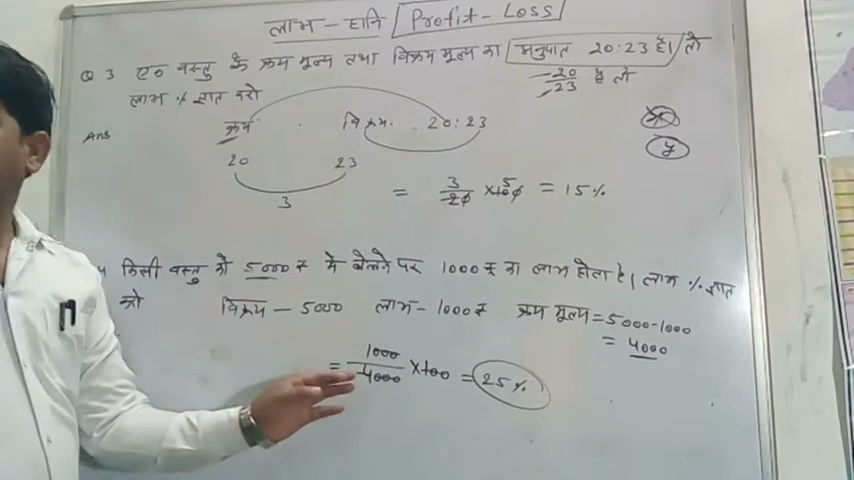 लाभ - हानि Profit - Loss
Q 3 ए० वस्तु के क्रय मूल्य तथा विक्रय मूल्य का अनुपात 20:23 है। तो
20/23 है तो
लाभ % ज्ञात करो
Ans क्रय विक्रय 20:23
20 23
3
= 3/20 × 100 5 = 15%
किसी वस्तु को 5000₹ में बेचने पर 1000₹ का लाभ होता है। लाभ % ज्ञात
करो विक्रय - 5000 लाभ - 1000₹ क्रय मूल्य = 5000-1000
= 4000
= 1000/4000 × 100 = 25%